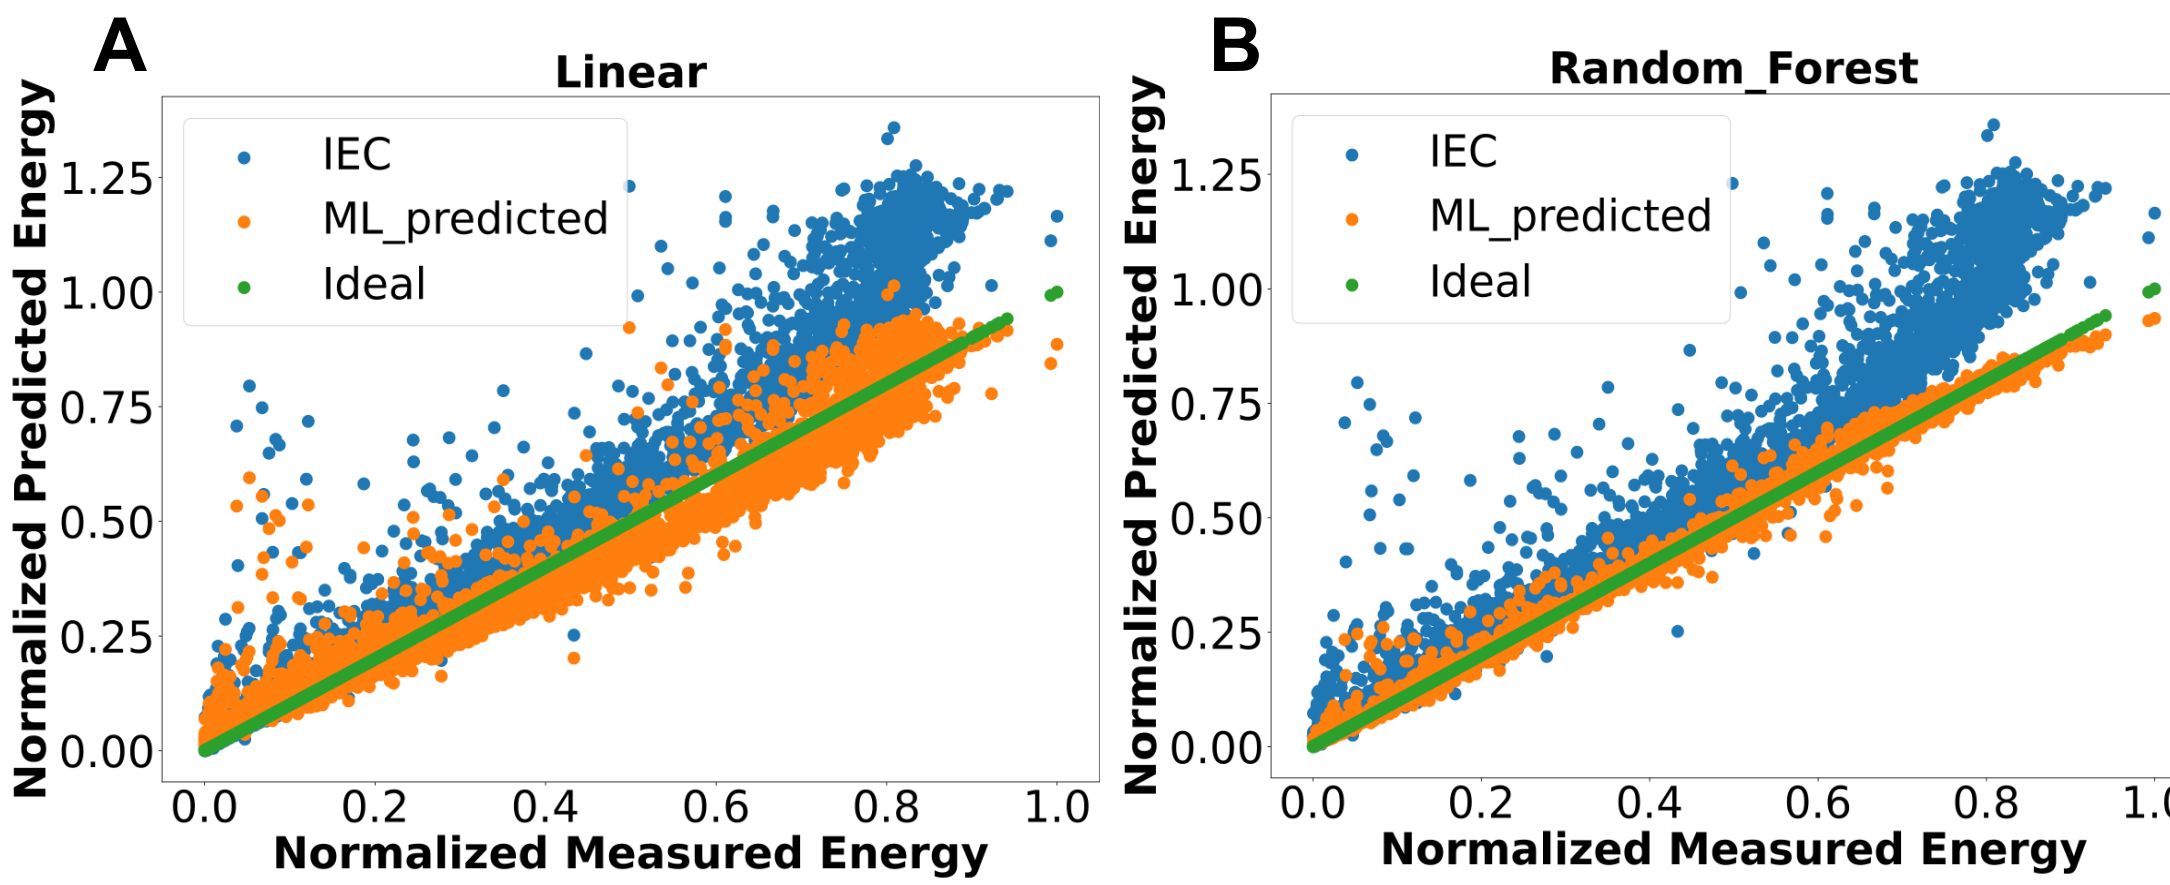 A
Linear
Normalized Predicted Energy
IEC
ML_predicted
Ideal
1.25
1.00
0.75
0.50
0.25
0.00
0.0 0.2 0.4 0.6 0.8 1.0
Normalized Measured Energy
B
Random_Forest
Normalized Predicted Energy
IEC
ML_predicted
Ideal
1.25
1.00
0.75
0.50
0.25
0.00
0.0 0.2 0.4 0.6 0.8 1.0
Normalized Measured Energy